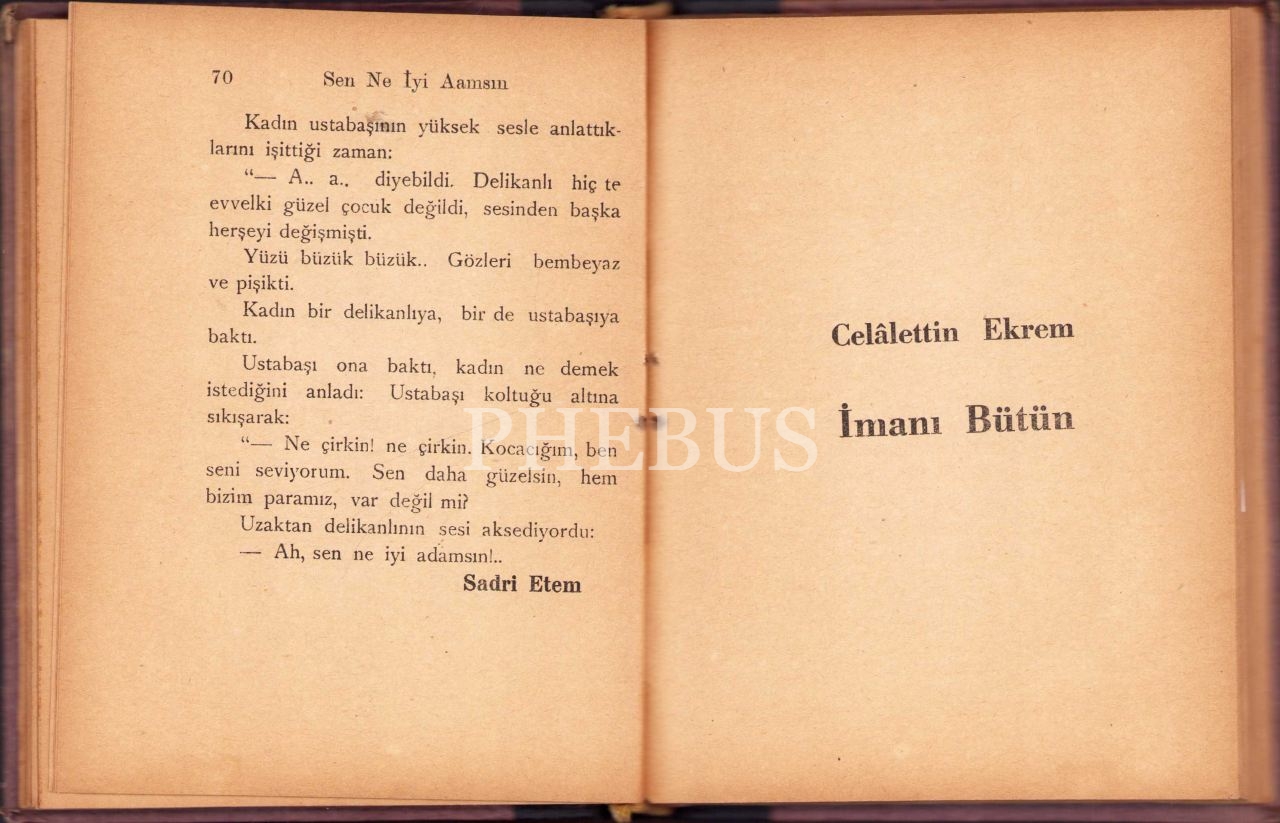 70 Sen Ne İyi Aamsın
Kadın ustabaşının yüksek sesle anlattık-
larını işittiği zaman:
“— A.. a.. diyebildi. Delikanlı hiç te
evvelki güzel çocuk değildi, sesinden başka
herşeyi değişmişti.
Yüzü büzük büzük.. Gözleri bembeyaz
ve pişikti.
Kadın bir delikanlıya, bir de ustabaşıya
baktı.
Ustabaşı ona baktı, kadın ne demek
istediğini anladı: Ustabaşı koltuğu altına
sıkışarak:
“— Ne çirkin! ne çirkin. Kocacığım, ben
seni seviyorum. Sen daha güzelsin, hem
bizim paramız, var değil mi?
Uzaktan delikanlının sesi aksediyordu:
— Ah, sen ne iyi adamsın!..
Sadri Etem
Celâlettin Ekrem
İmanı Bütün
PHEBUS